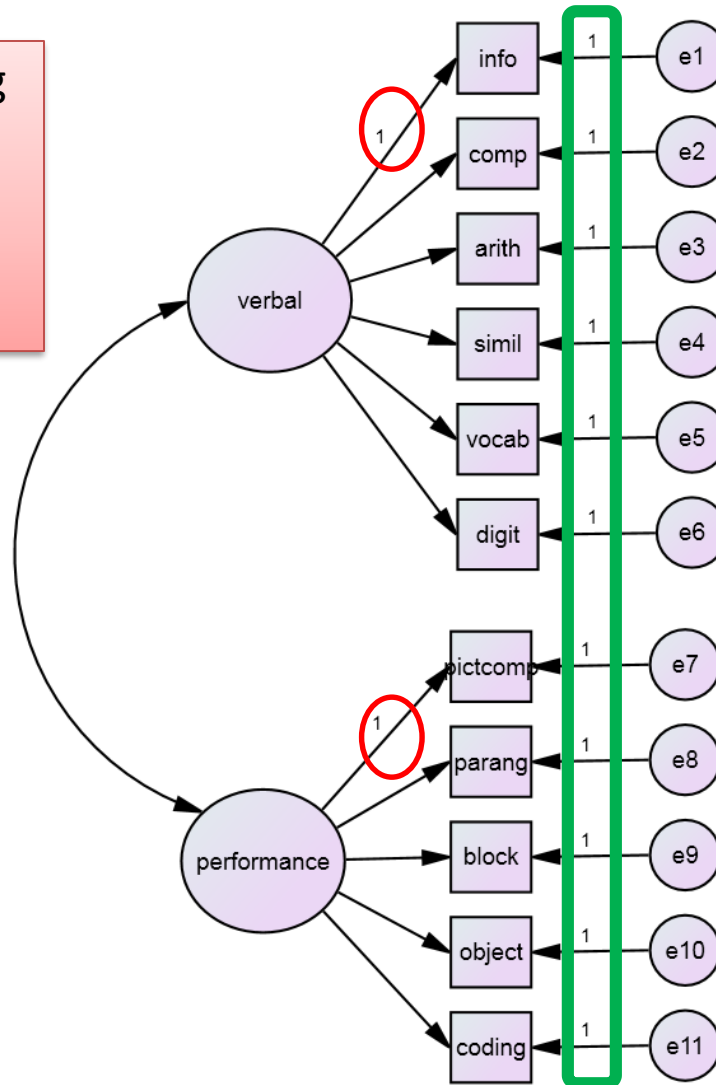 g
info
1
e1
1
comp
1
e2
arith
1
e3
verbal
simil
1
e4
vocab
1
e5
digit
1
e6
pictcomp
1
e7
1
parang
1
e8
performance
block
1
e9
object
1
e10
coding
1
e11